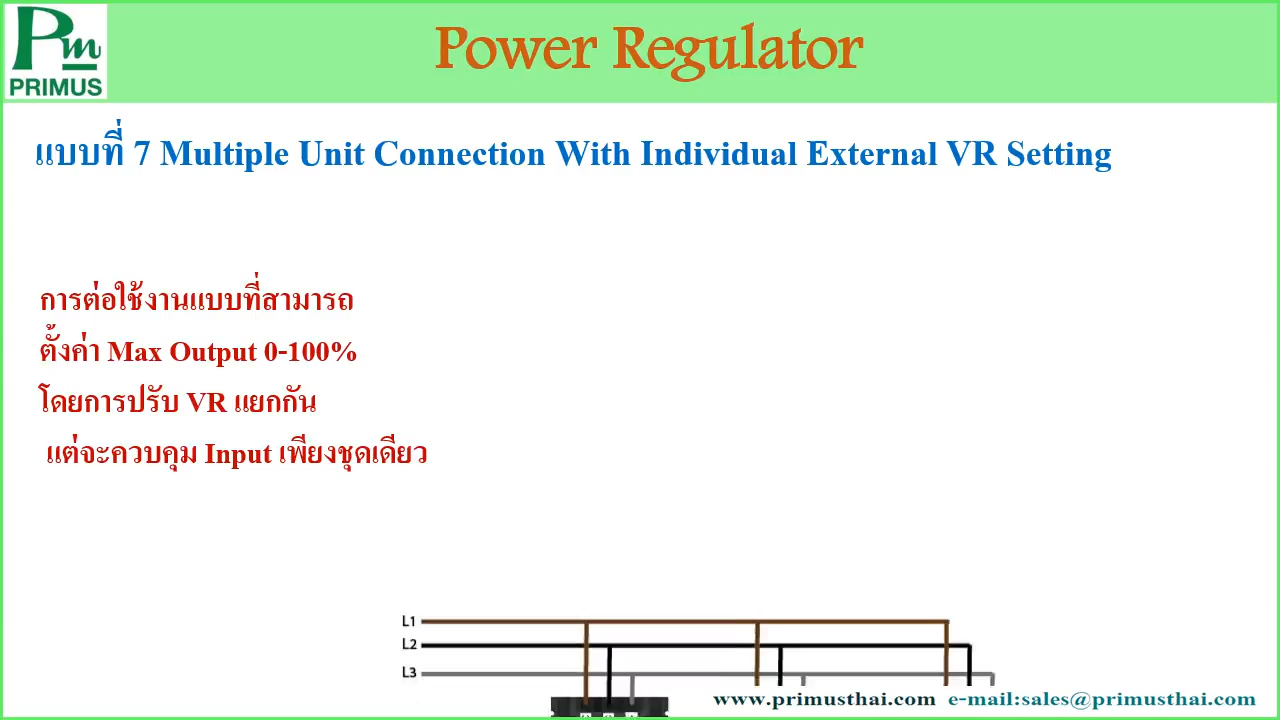 Pm
PRIMUS
Power Regulator
แบบที่ 7 Multiple Unit Connection With Individual External VR Setting
การต่อใช้งานแบบที่สามารถ
ตั้งค่า Max Output 0-100%
โดยการปรับ VR แยกกัน
แต่จะควบคุม Input เพียงชุดเดียว
L1
L2
L3
www.primusthai.com e-mail:sales@primusthai.com